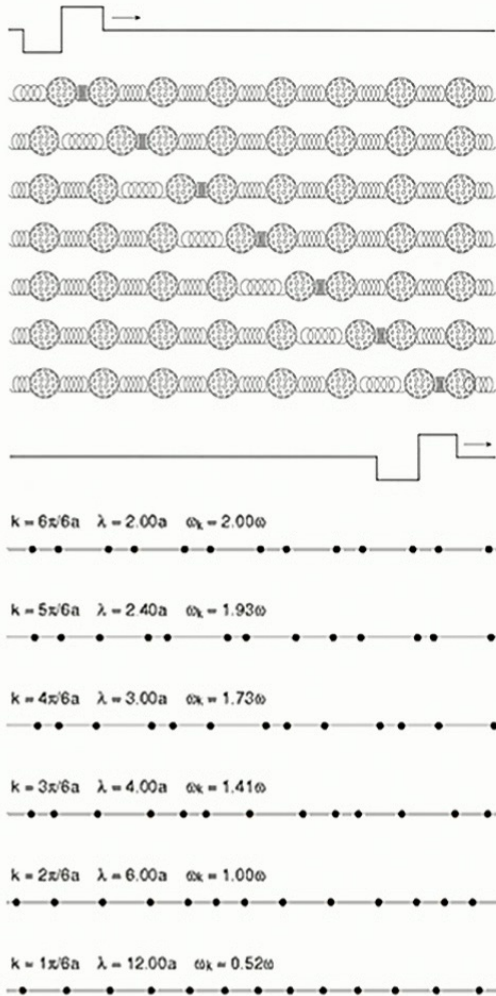 k = 6π/6a λ = 2.00a ωₖ = 2.00ω
k = 5π/6a λ = 2.40a ωₖ = 1.93ω
k = 4π/6a λ = 3.00a ωₖ = 1.73ω
k = 3π/6a λ = 4.00a ωₖ = 1.41ω
k = 2π/6a λ = 6.00a ωₖ = 1.00ω
k = 1π/6a λ = 12.00a ωₖ = 0.52ω